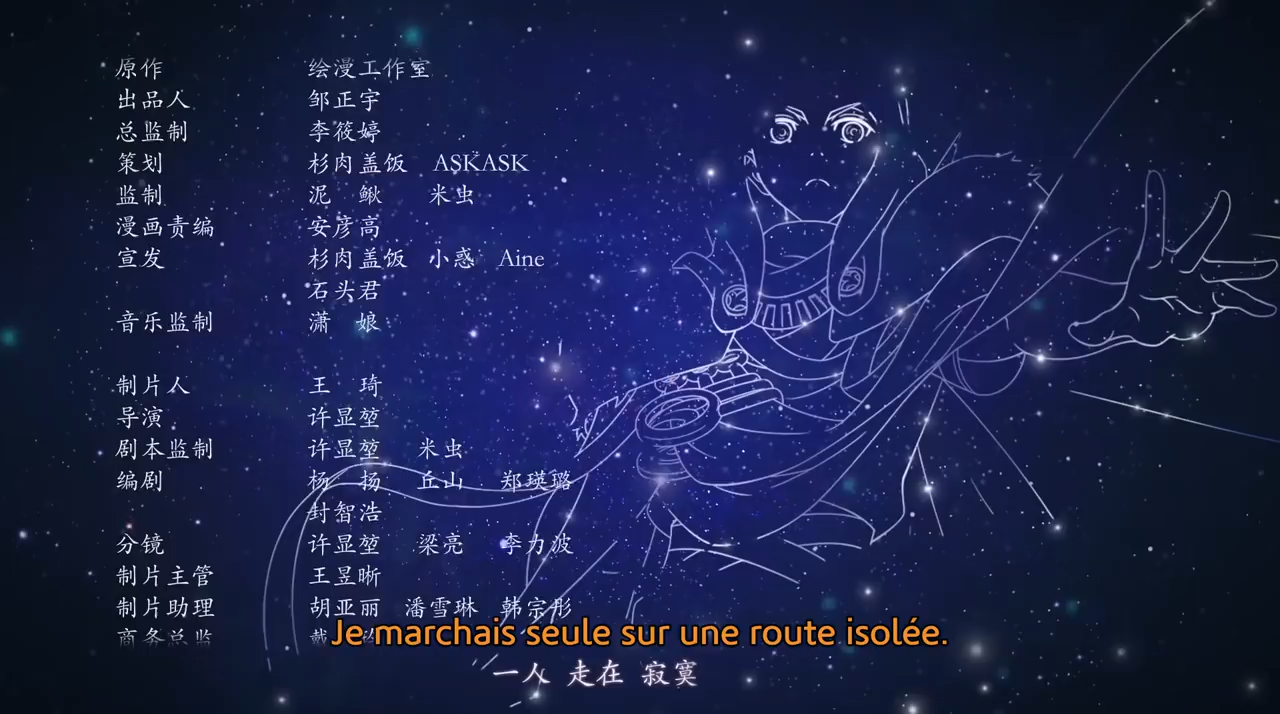 原作 绘漫工作室
出品人 邹正宇
总监制 李筱婷
策划 杉肉盖饭 ASKASK
监制 泥 鳅 米虫
漫画责编 安彦高
宣发 杉肉盖饭 小惑 Aine
石头君
音乐监制 潇 娘
制片人 王 琦
导演 许显堃
剧本监制 许显堃 米虫
编剧 杨 扬 丘山 郑瑛璐
封智浩
分镜 许显堃 梁亮 李力波
制片主管 王昱晰
制片助理 胡亚丽 潘雪琳 韩宗彤
商务总监 戴
Je marchais seule sur une route isolée.
一人 走在 寂寞